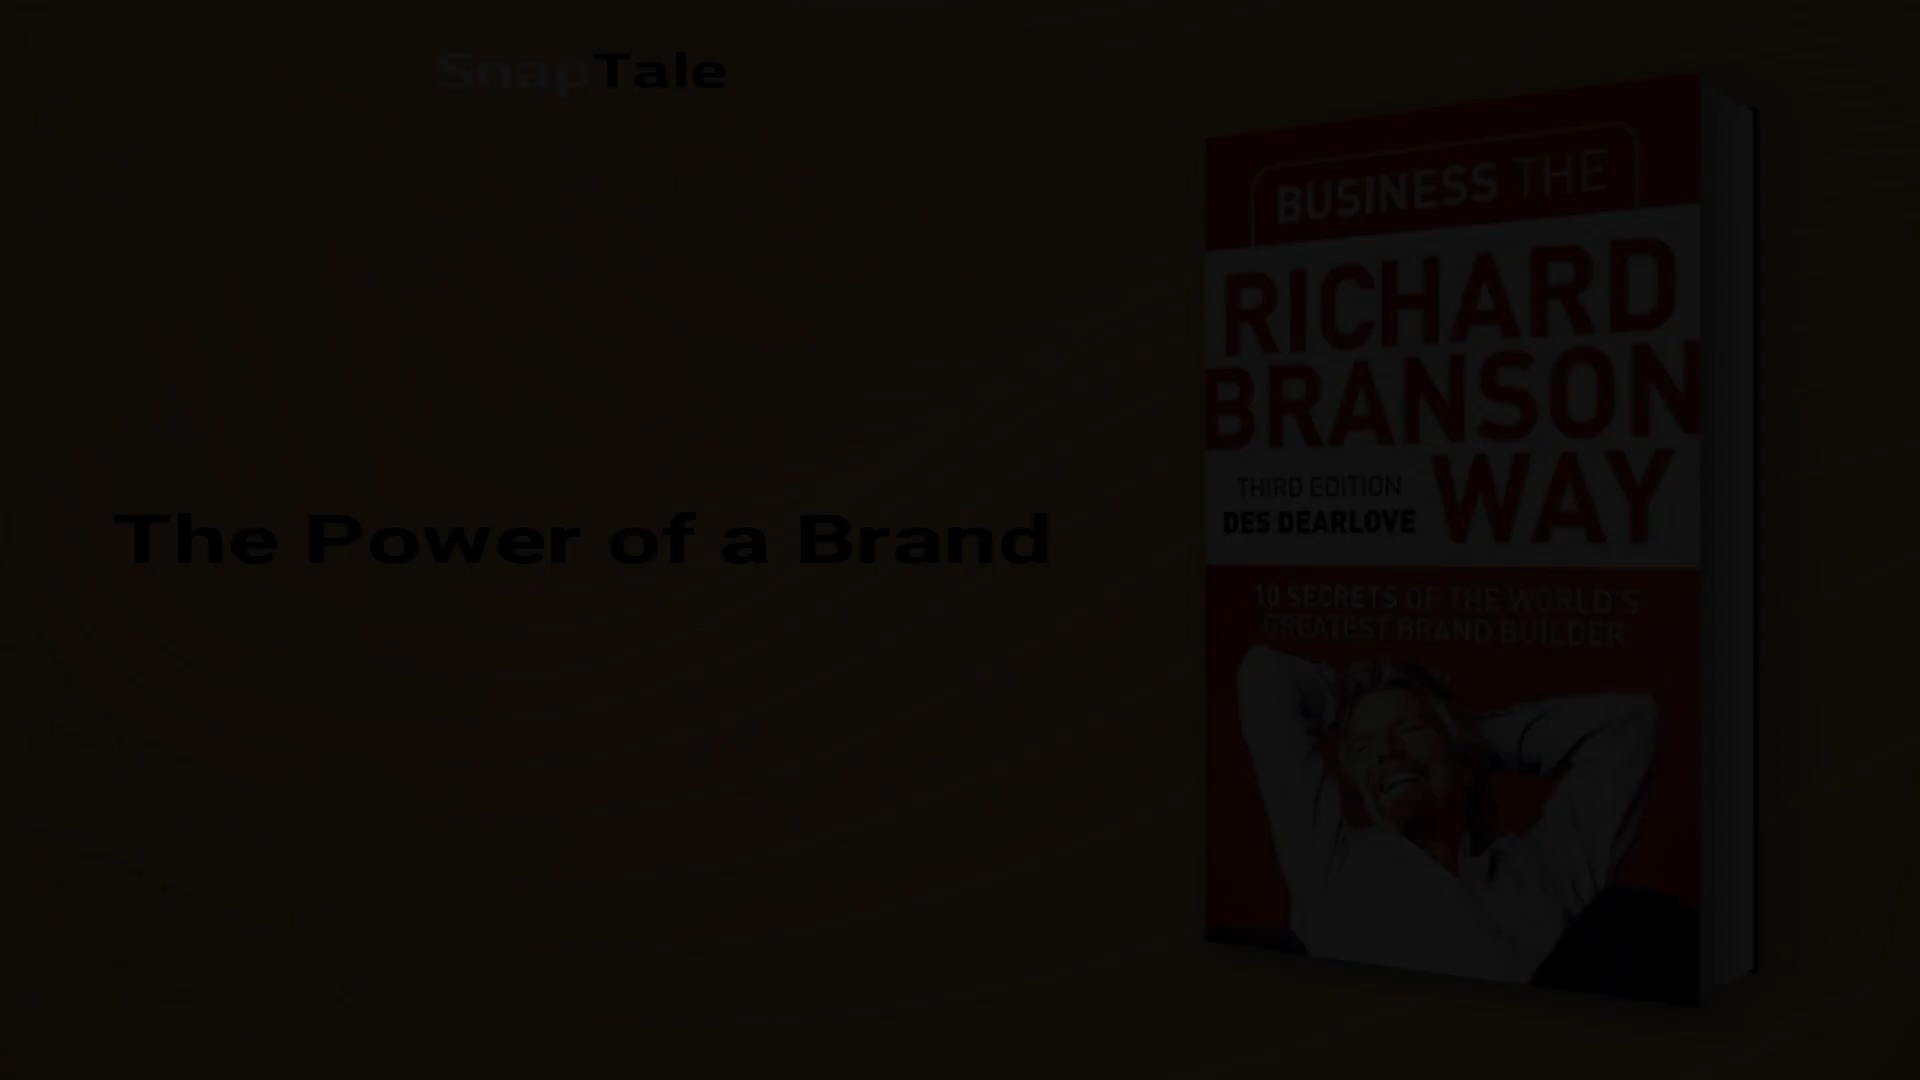 SnapTale
The Power of a Brand
BUSINESS THE
RICHARD
BRANSON
WAY
THIRD EDITION
DES DEARLOVE
10 SECRETS OF THE WORLD'S
GREATEST BRAND BUILDER